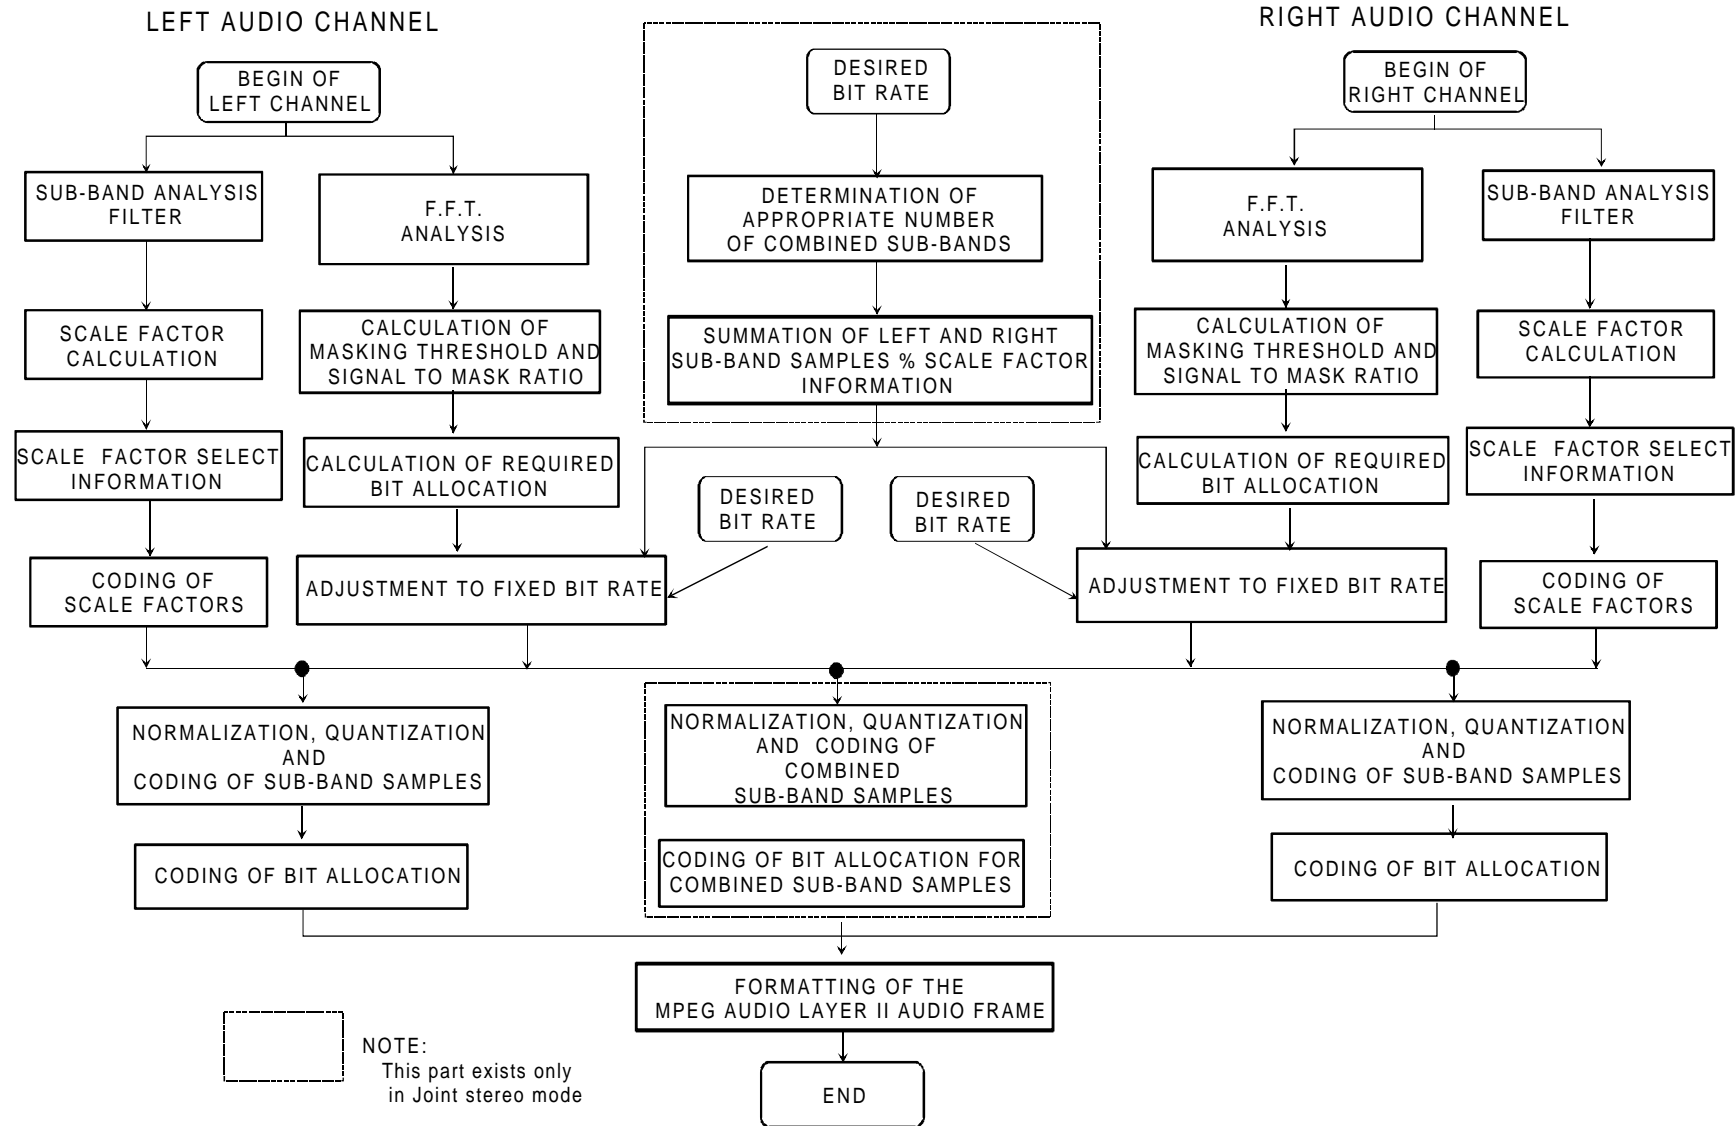 LEFT AUDIO CHANNEL
RIGHT AUDIO CHANNEL
BEGIN OF
LEFT CHANNEL
DESIRED
BIT RATE
BEGIN OF
RIGHT CHANNEL
SUB-BAND ANALYSIS
FILTER
F.F.T.
ANALYSIS
DETERMINATION OF
APPROPRIATE NUMBER
OF COMBINED SUB-BANDS
F.F.T.
ANALYSIS
SUB-BAND ANALYSIS
FILTER
SCALE FACTOR
CALCULATION
CALCULATION OF
MASKING THRESHOLD AND
SIGNAL TO MASK RATIO
SUMMATION OF LEFT AND RIGHT
SUB-BAND SAMPLES % SCALE FACTOR
INFORMATION
CALCULATION OF
MASKING THRESHOLD AND
SIGNAL TO MASK RATIO
SCALE FACTOR
CALCULATION
SCALE FACTOR SELECT
INFORMATION
CALCULATION OF REQUIRED
BIT ALLOCATION
DESIRED
BIT RATE
DESIRED
BIT RATE
CALCULATION OF REQUIRED
BIT ALLOCATION
SCALE FACTOR SELECT
INFORMATION
CODING OF
SCALE FACTORS
ADJUSTMENT TO FIXED BIT RATE
ADJUSTMENT TO FIXED BIT RATE
CODING OF
SCALE FACTORS
NORMALIZATION, QUANTIZATION
AND
CODING OF SUB-BAND SAMPLES
NORMALIZATION, QUANTIZATION
AND CODING OF
COMBINED
SUB-BAND SAMPLES
NORMALIZATION, QUANTIZATION
AND
CODING OF SUB-BAND SAMPLES
CODING OF BIT ALLOCATION
CODING OF BIT ALLOCATION FOR
COMBINED SUB-BAND SAMPLES
CODING OF BIT ALLOCATION
FORMATTING OF THE
MPEG AUDIO LAYER II AUDIO FRAME
NOTE:
This part exists only
in Joint stereo mode
END